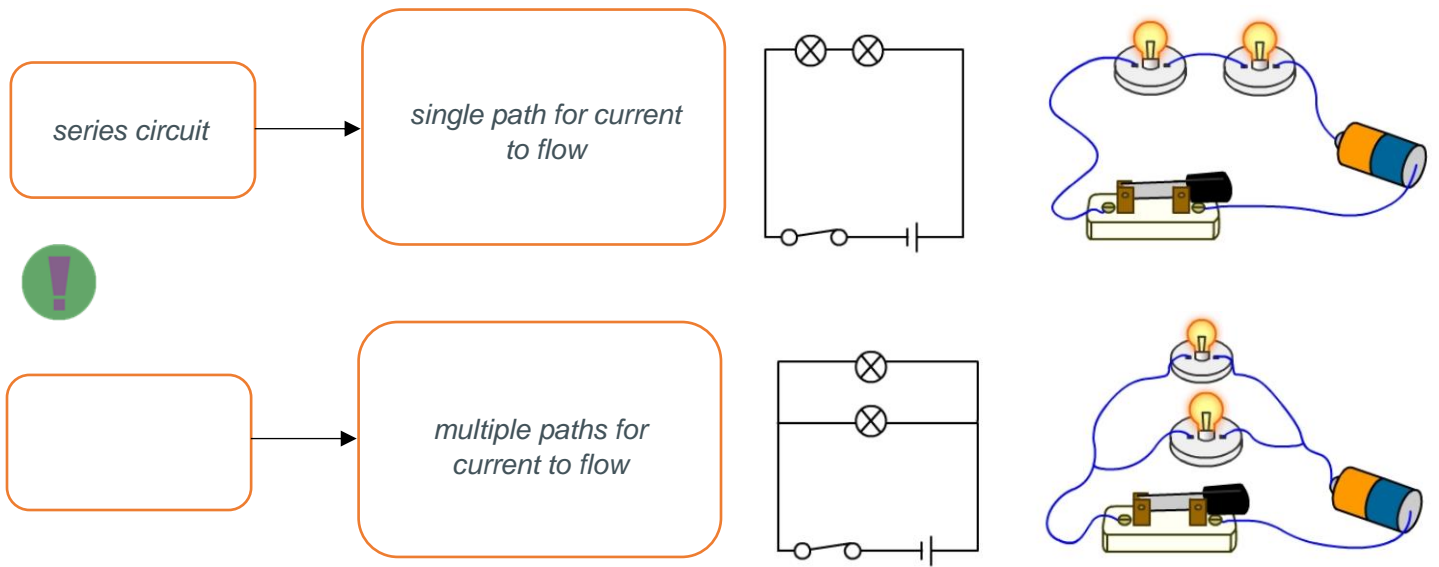 series circuit
single path for current
to flow
multiple paths for
current to flow